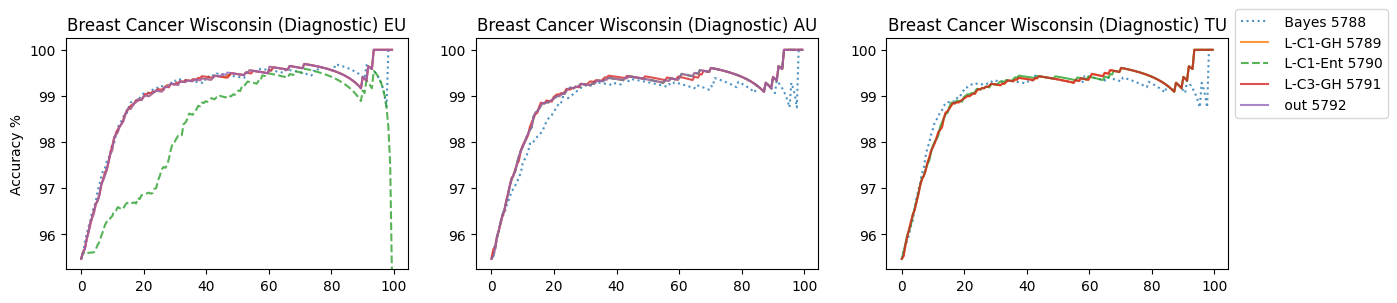 Breast Cancer Wisconsin (Diagnostic) EU
Breast Cancer Wisconsin (Diagnostic) AU
Breast Cancer Wisconsin (Diagnostic) TU
Accuracy %
100
99
98
97
96
0 20 40 60 80 100
100
99
98
97
96
0 20 40 60 80 100
100
99
98
97
96
0 20 40 60 80 100
Bayes 5788
L-C1-GH 5789
L-C1-Ent 5790
L-C3-GH 5791
out 5792